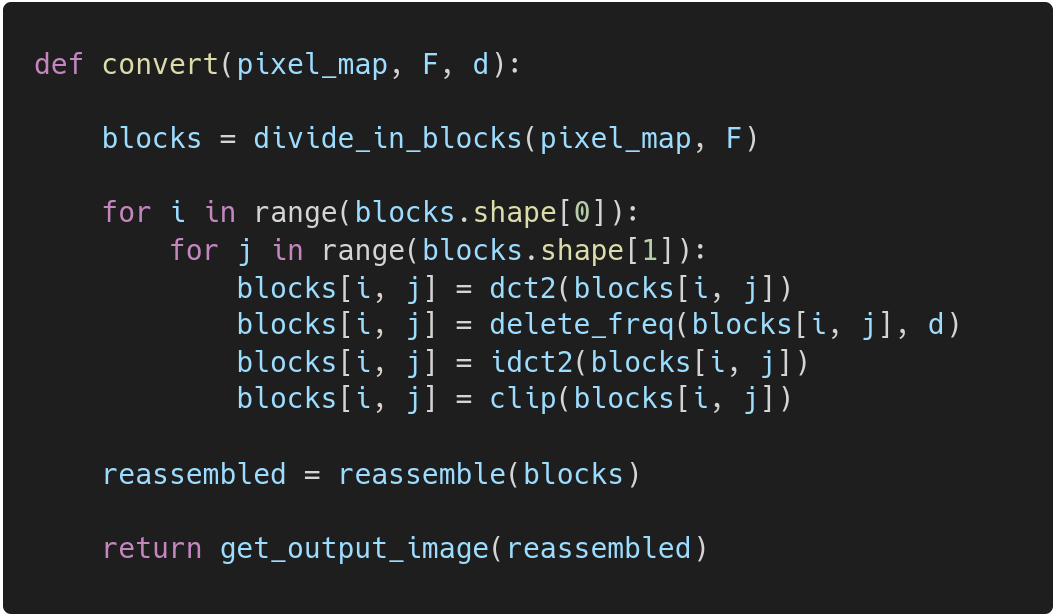 def convert(pixel_map, F, d):
    blocks = divide_in_blocks(pixel_map, F)
    for i in range(blocks.shape[0]):
        for j in range(blocks.shape[1]):
            blocks[i, j] = dct2(blocks[i, j])
            blocks[i, j] = delete_freq(blocks[i, j], d)
            blocks[i, j] = idct2(blocks[i, j])
            blocks[i, j] = clip(blocks[i, j])
    reassembled = reassemble(blocks)
    return get_output_image(reassembled)